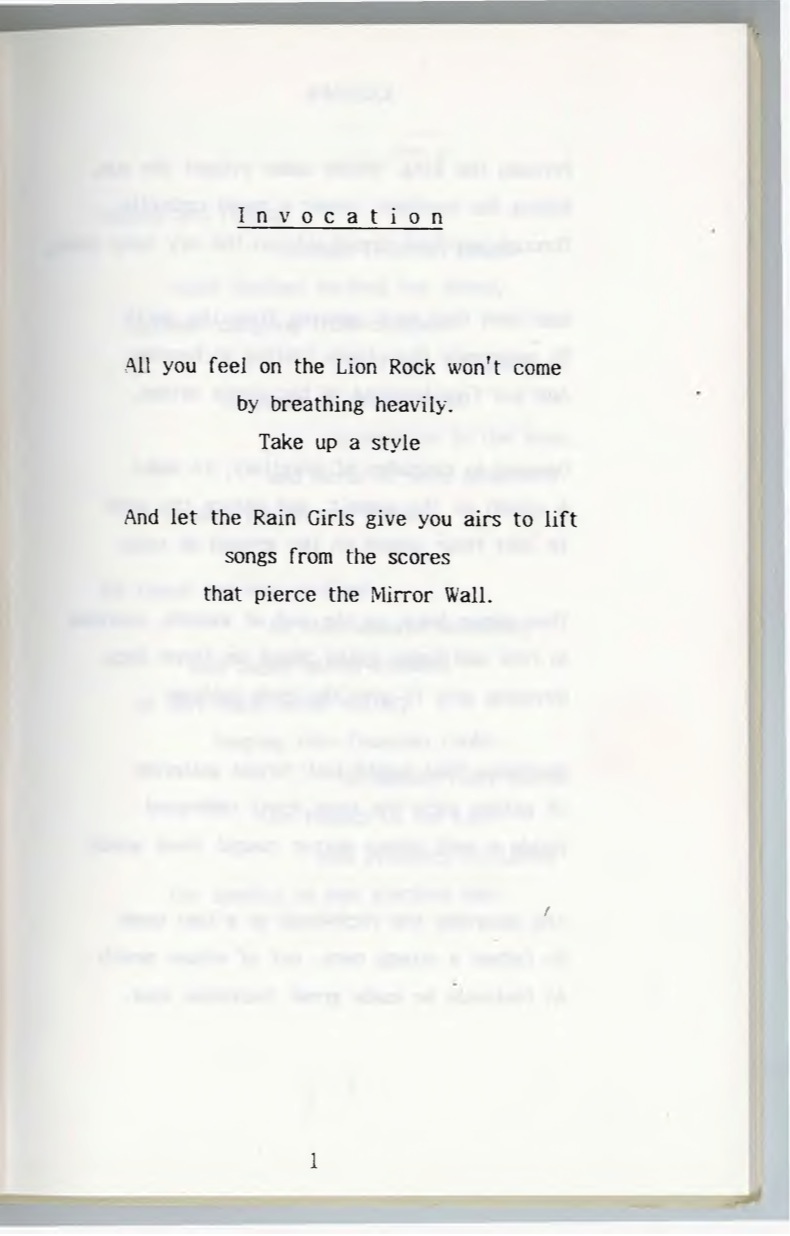 Invocation
All you feel on the Lion Rock won't come
by breathing heavily.
Take up a style
And let the Rain Girls give you airs to lift
songs from the scores
that pierce the Mirror Wall.
1